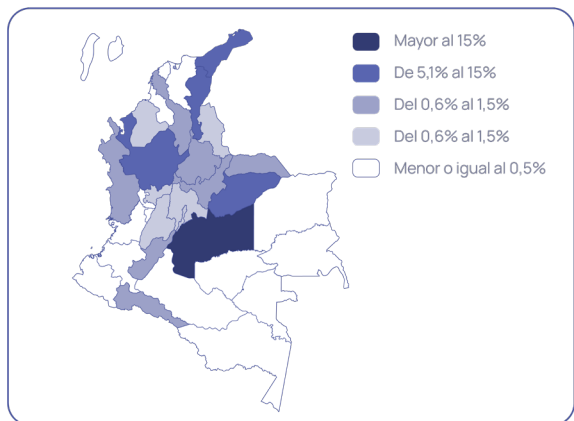 Mayor al 15%
De 5,1% al 15%
Del 0,6% al 1,5%
Del 0,6% al 1,5%
Menor o igual al 0,5%